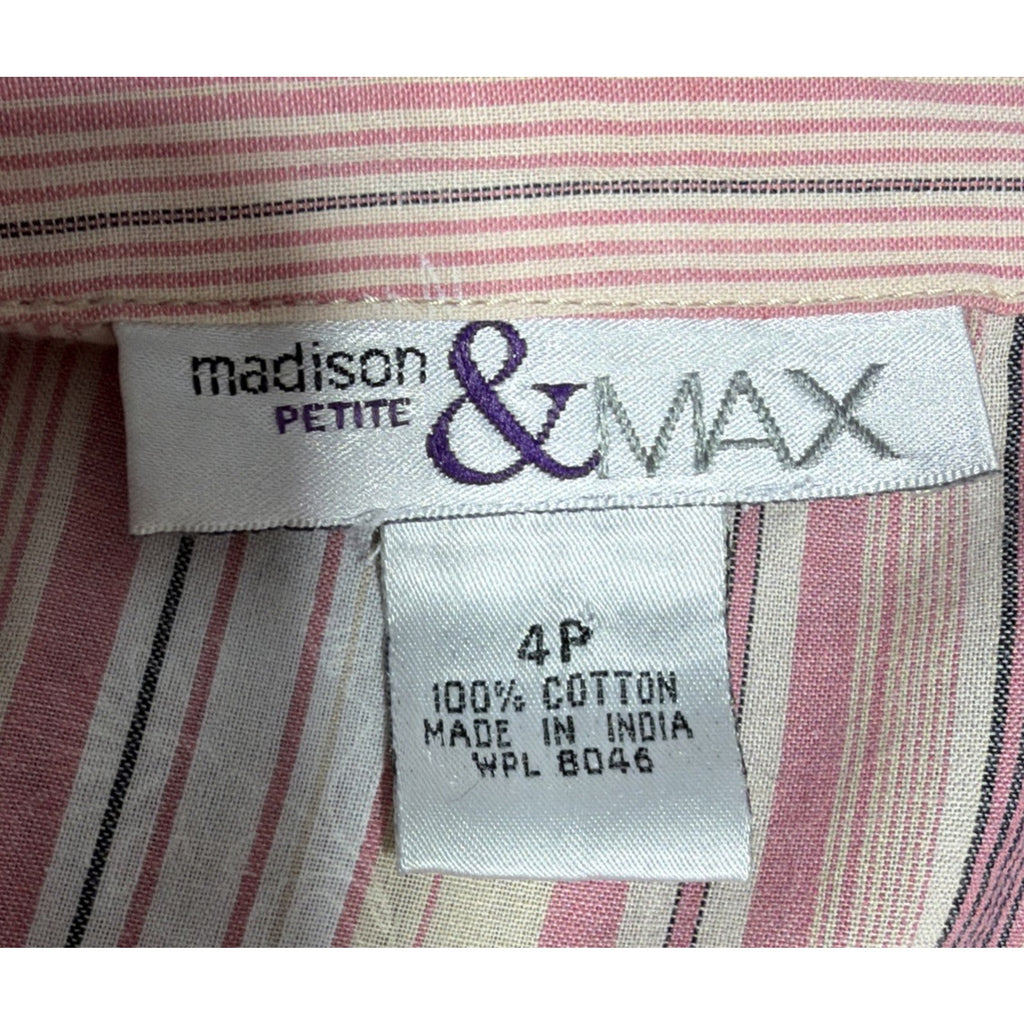 madison & MAX
PETITE
4P
100% COTTON
MADE IN INDIA
WPL 8046